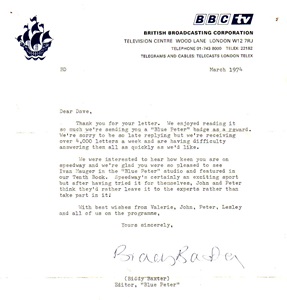 BBC tv
BRITISH BROADCASTING CORPORATION
TELEVISION CENTRE WOOD LANE LONDON W12 7RJ
TELEPHONE 01-743 8000 TELEX 22182
TELEGRAMS AND CABLES: TELECASTS LONDON TELEX
March 1974
Dear Dave,
Thank you for your letter. We enjoyed reading it
so much we're sending you a "Blue Peter" badge as a reward.
We're sorry to be so late replying but we're receiving
over 4,000 letters a week and are having difficulty
answering them all as quickly as we'd like.
We were interested to hear how keen you are on
speedway and we're glad you were so pleased to see
Ivan Mauger in the "Blue Peter" studio and featured in
our Tenth Book. Speedway's certainly an exciting sport
but after having tried it for themselves, John and Peter
think they'd rather leave it to the experts rather than
take part in it!
With best wishes from Valerie, John, Peter, Lesley
and all of us on the programme.
Yours sincerely,
Biddy Baxter
(Biddy Baxter)
Editor, "Blue Peter"